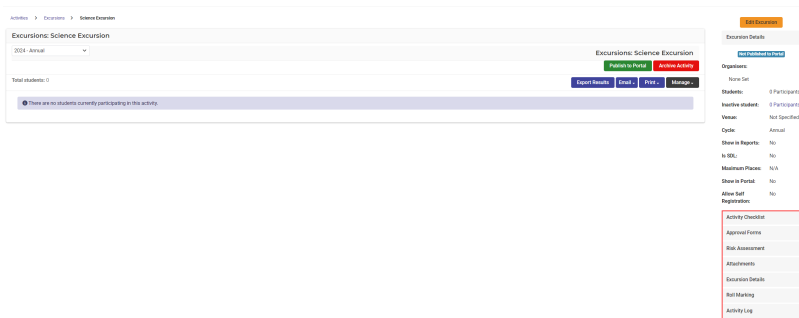 Activities > Excursions > Science Excursion
Excursions: Science Excursion
2024 - Annual
Excursions: Science Excursion
Publish to Portal Archive Activity
Total students: 0
Export Results Email Print Manage
There are no students currently participating in this activity.
Edit Excursion
Excursion Details
Not Published to Portal
Organisers:
None Set
Students: 0 Participants
Inactive student: 0 Participants
Venue: Not Specified
Cycle: Annual
Show in Reports: No
Is SDL: No
Maximum Places: N/A
Show in Portal: No
Allow Self Registration: No
Activity Checklist
Approval Forms
Risk Assessment
Attachments
Excursion Details
Roll Marking
Activity Log